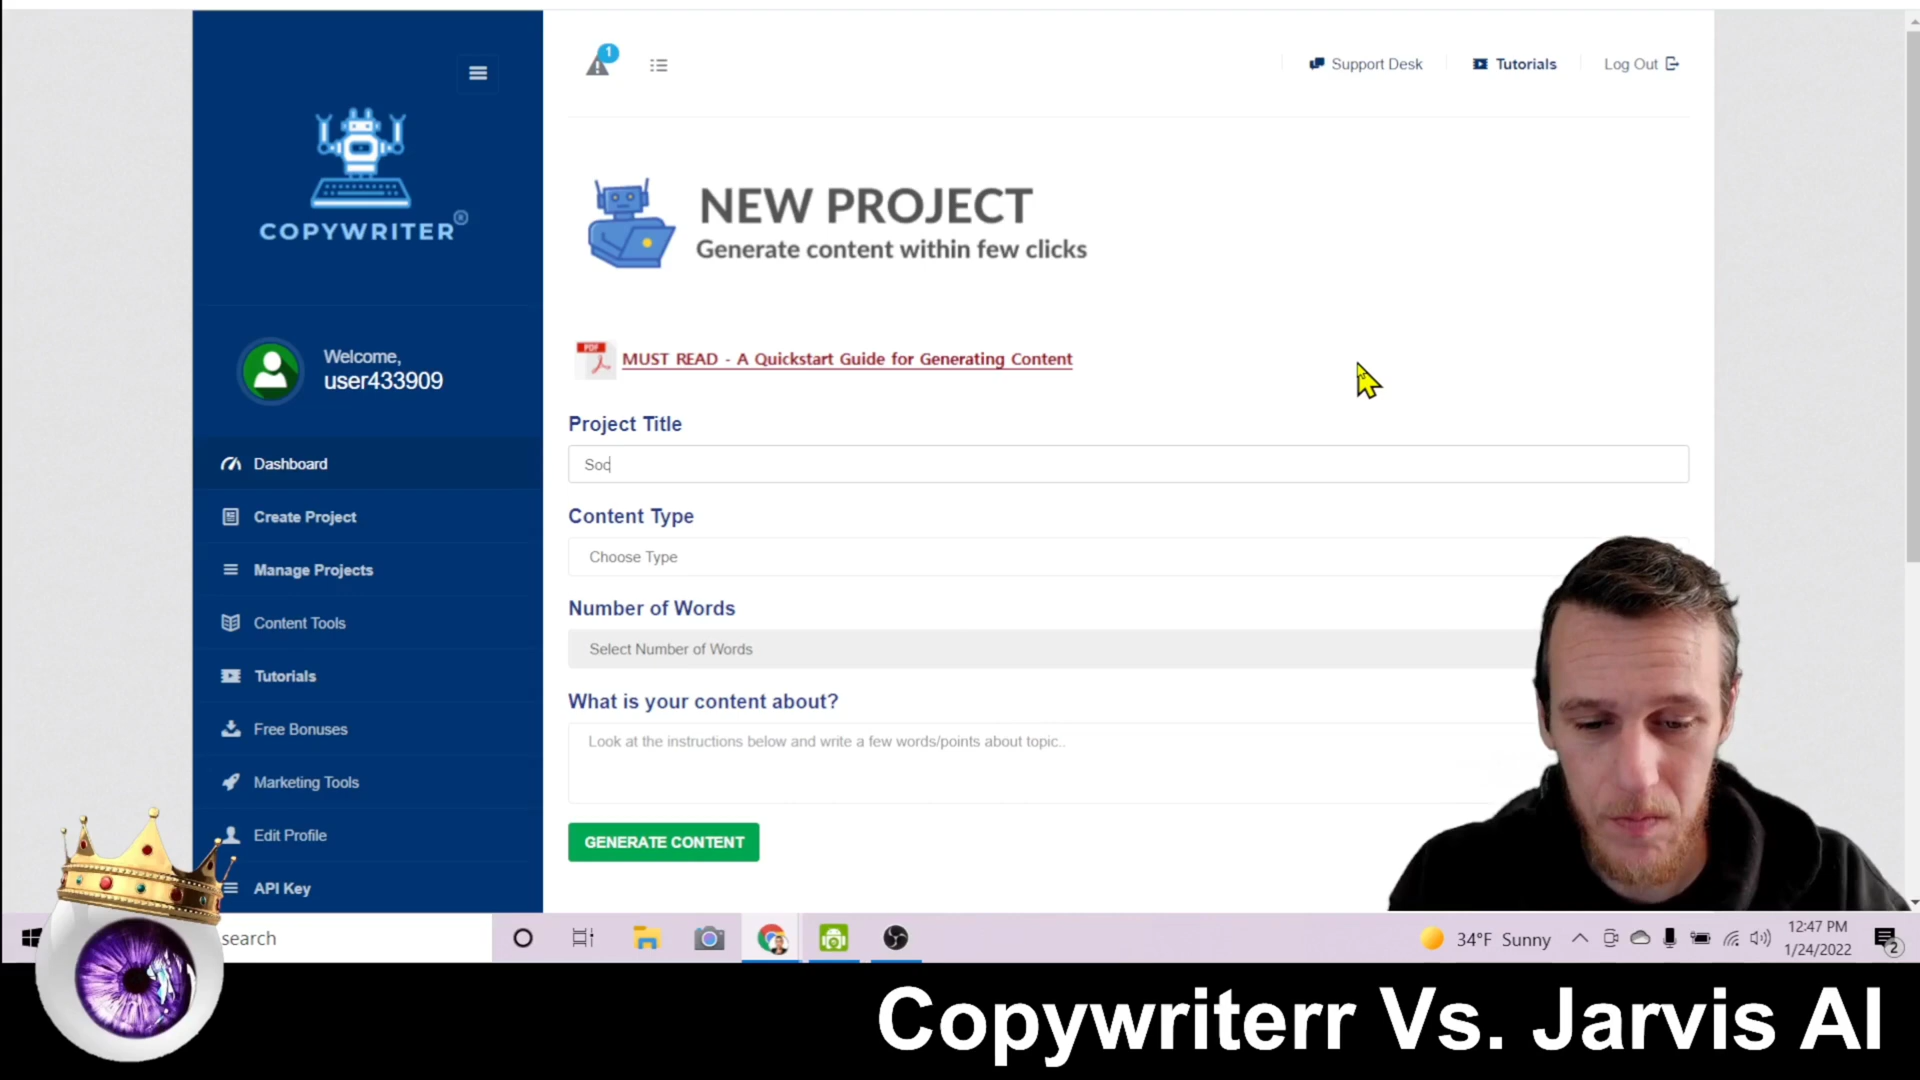 1
Support Desk
Tutorials
Log Out
COPYWRITER®
NEW PROJECT
Generate content within few clicks
PDF
MUST READ - A Quickstart Guide for Generating Content
Welcome,
user433909
Project Title
Soc
Dashboard
Create Project
Manage Projects
Content Tools
Tutorials
Free Bonuses
Marketing Tools
Edit Profile
API Key
Content Type
Choose Type
Number of Words
Select Number of Words
What is your content about?
Look at the instructions below and write a few words/points about topic..
GENERATE CONTENT
search
34°F Sunny
12:47 PM
1/24/2022
2
Copywriterr Vs. Jarvis AI